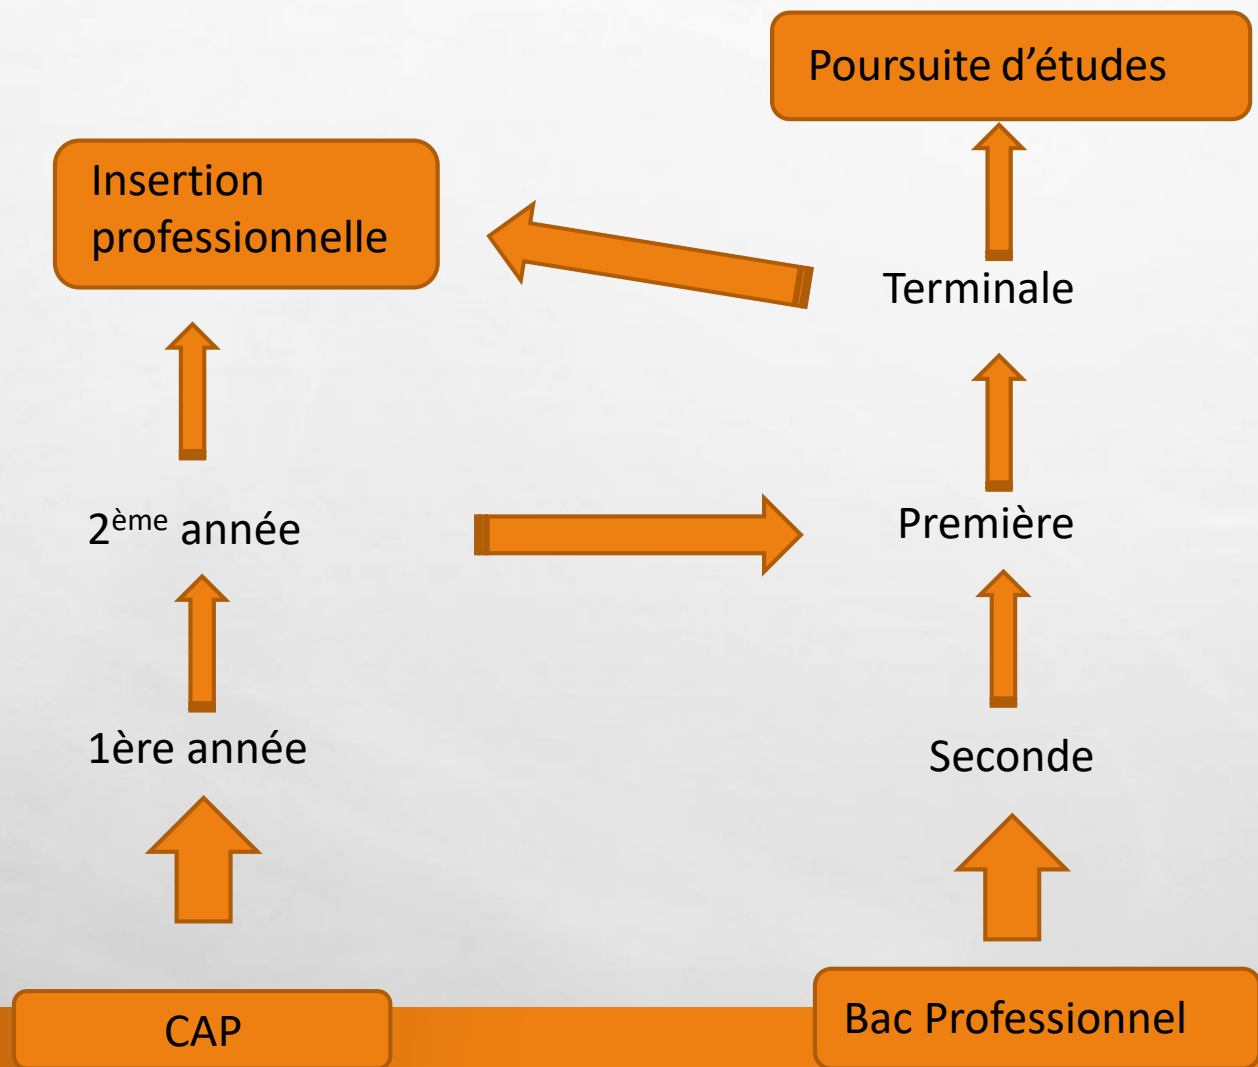 Poursuite d’études
Insertion
professionnelle
Terminale
2ème année
Première
1ère année
Seconde
CAP
Bac Professionnel